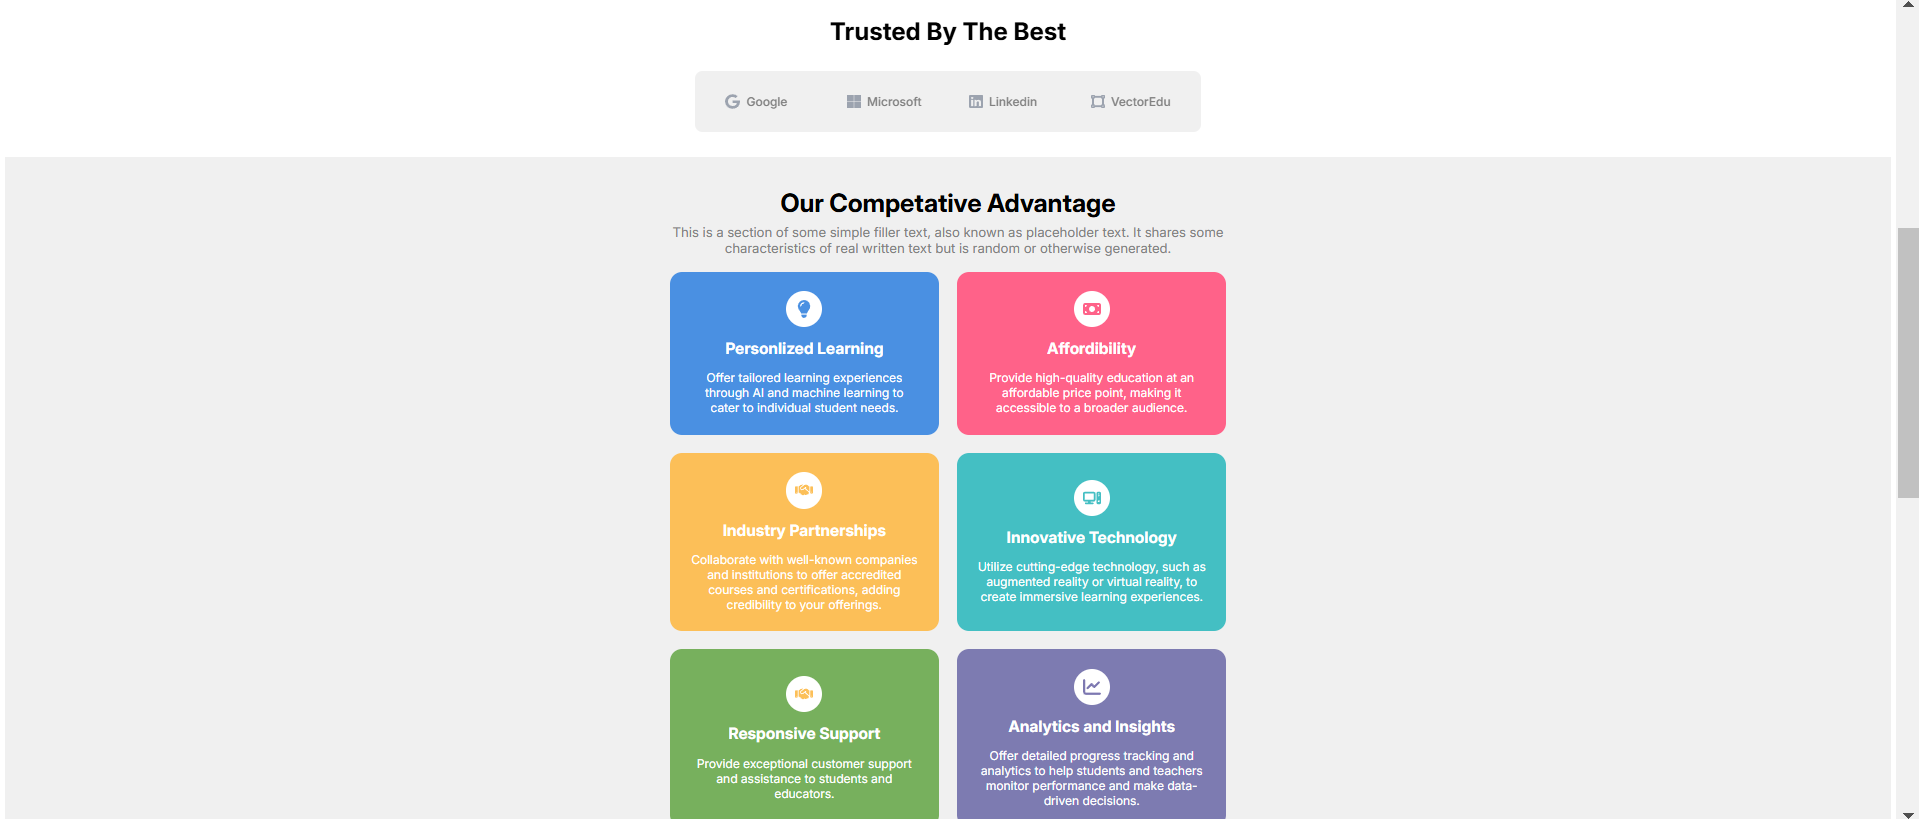 Trusted By The Best
Google
Microsoft
Linkedin
VectorEdu
Our Competative Advantage
This is a section of some simple filler text, also known as placeholder text. It shares some
characteristics of real written text but is random or otherwise generated.
Personlized Learning
Offer tailored learning experiences
through AI and machine learning to
cater to individual student needs.
Affordibility
Provide high-quality education at an
affordable price point, making it
accessible to a broader audience.
Industry Partnerships
Collaborate with well-known companies
and institutions to offer accredited
courses and certifications, adding
credibility to your offerings.
Innovative Technology
Utilize cutting-edge technology, such as
augmented reality or virtual reality, to
create immersive learning experiences.
Responsive Support
Provide exceptional customer support
and assistance to students and
educators.
Analytics and Insights
Offer detailed progress tracking and
analytics to help students and teachers
monitor performance and make data-
driven decisions.